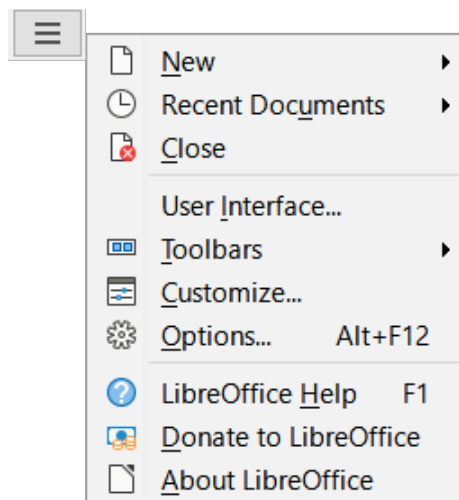 New
Recent Documents
Close
User Interface...
Toolbars
Customize...
Options... Alt+F12
LibreOffice Help F1
Donate to LibreOffice
About LibreOffice